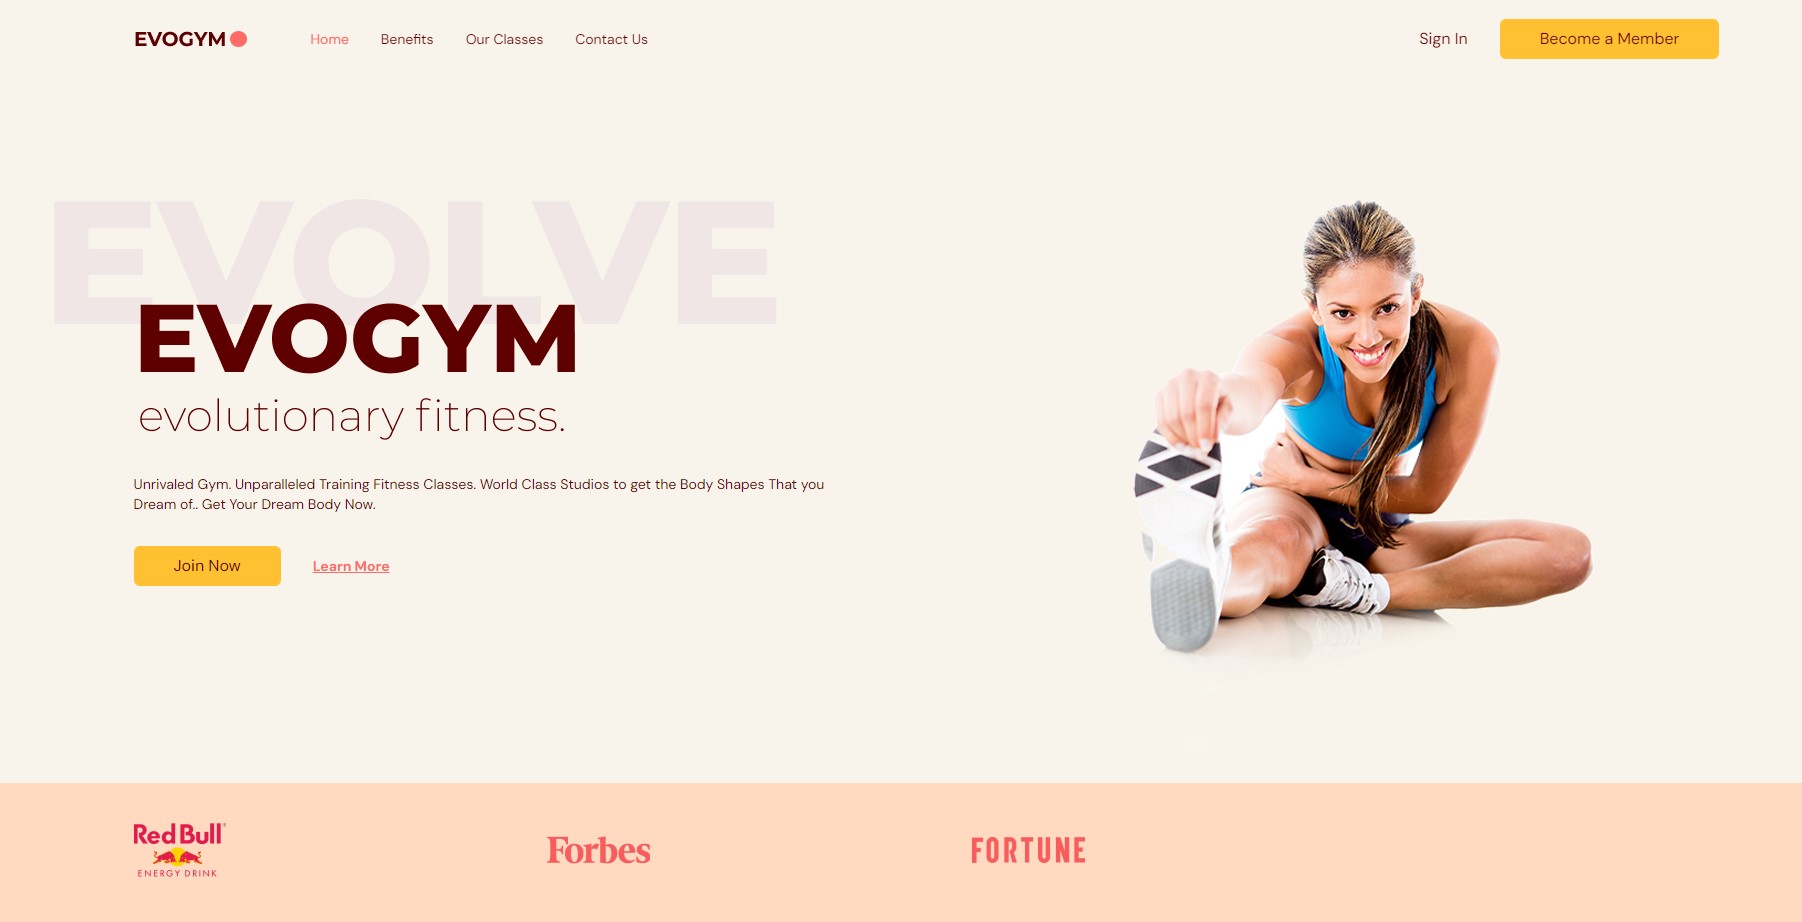 EVOGYM
Home
Benefits
Our Classes
Contact Us
Sign In
Become a Member
EVOLVE
EVOGYM
evolutionary fitness.
Unrivaled Gym. Unparalleled Training Fitness Classes. World Class Studios to get the Body Shapes That you
Dream of.. Get Your Dream Body Now.
Join Now
Learn More
Red Bull
ENERGY DRINK
Forbes
FORTUNE